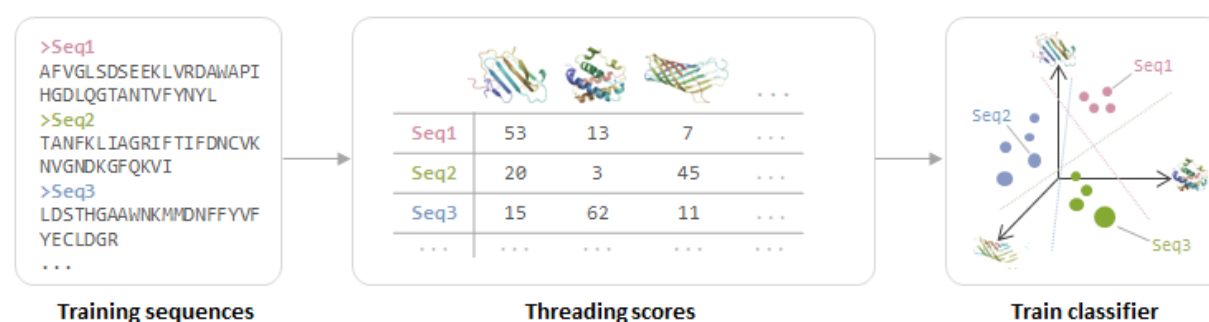 >Seq1
AFVGLSDSEEKLVRDAWAPI
HGDLQGTANTVFYNYL
>Seq2
TANFKLIAGRIFTIFDNCVK
NVGNDKGFQKVI
>Seq3
LDSTHGAAWNKMMDNFFYVF
YECLDGR
...
Training sequences
...
Seq1 53 13 7 ...
Seq2 20 3 45 ...
Seq3 15 62 11 ...
... ... ... ... ...
Threading scores
Seq1
Seq2
Seq3
Train classifier